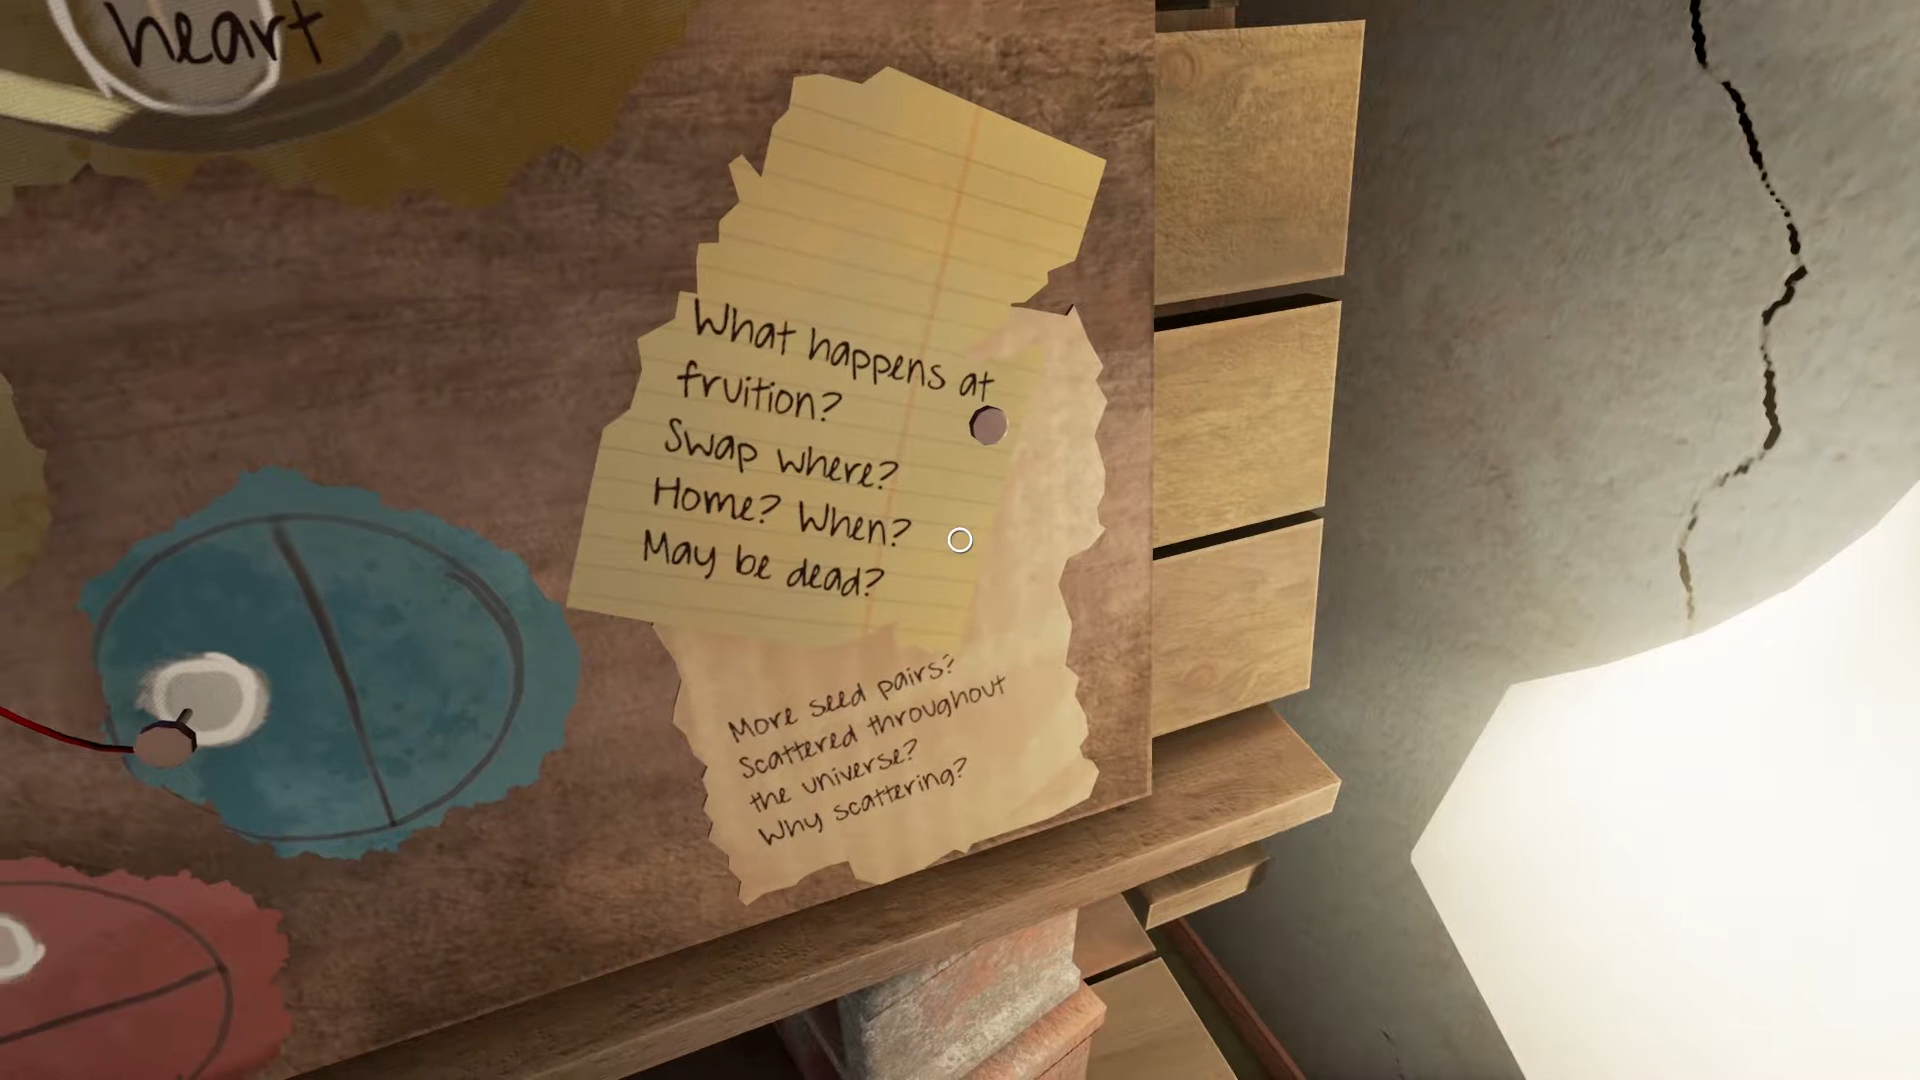 heart
What happens at
fruition?
Swap where?
Home? When?
May be dead?
More seed pairs?
Scattered throughout
the universe?
Why scattering?